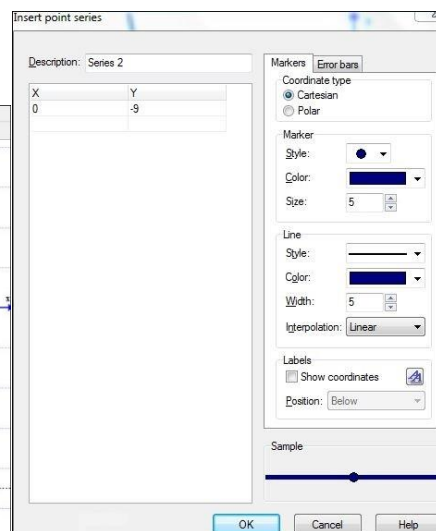 Insert point series
Description: Series 2
X Y
0 -9
Markers Error bars
Coordinate type
Cartesian
Polar
Marker
Style:
Color:
Size: 5
Line
Style:
Color:
Width: 5
Interpolation: Linear
Labels
Show coordinates
Position: Below
Sample
OK Cancel Help
x